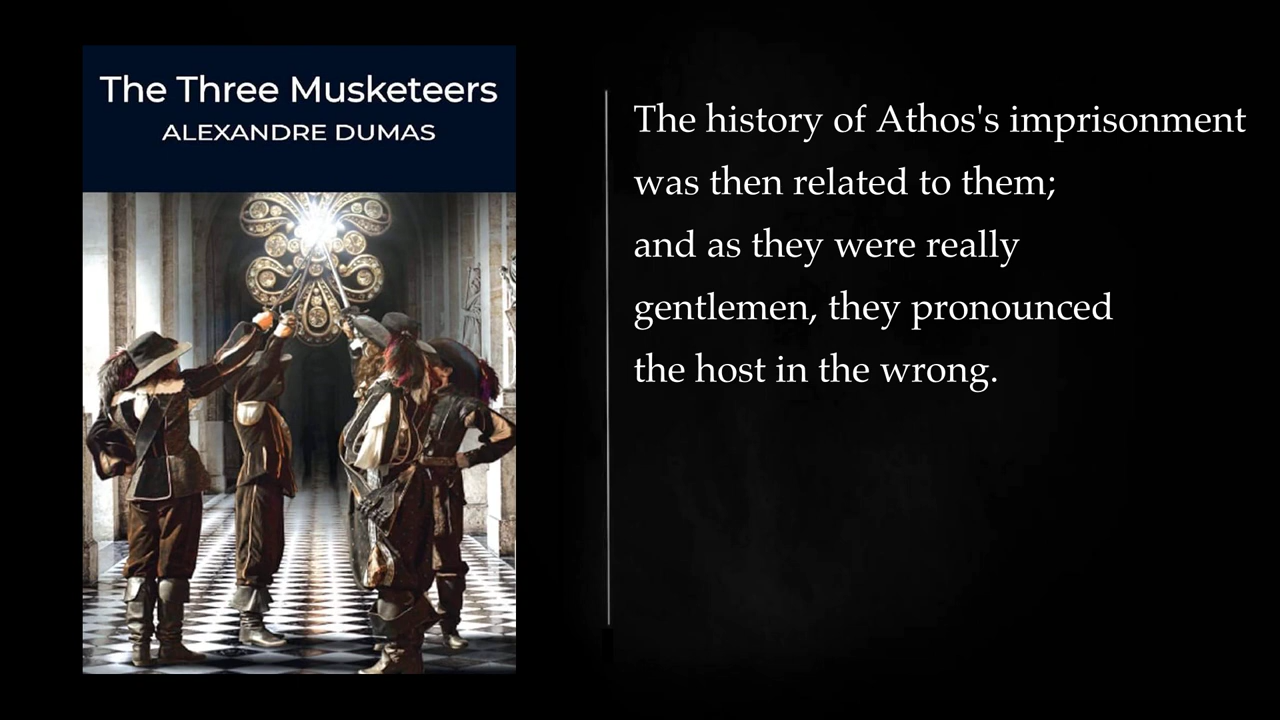 The Three Musketeers
ALEXANDRE DUMAS
The history of Athos's imprisonment
was then related to them;
and as they were really
gentlemen, they pronounced
the host in the wrong.